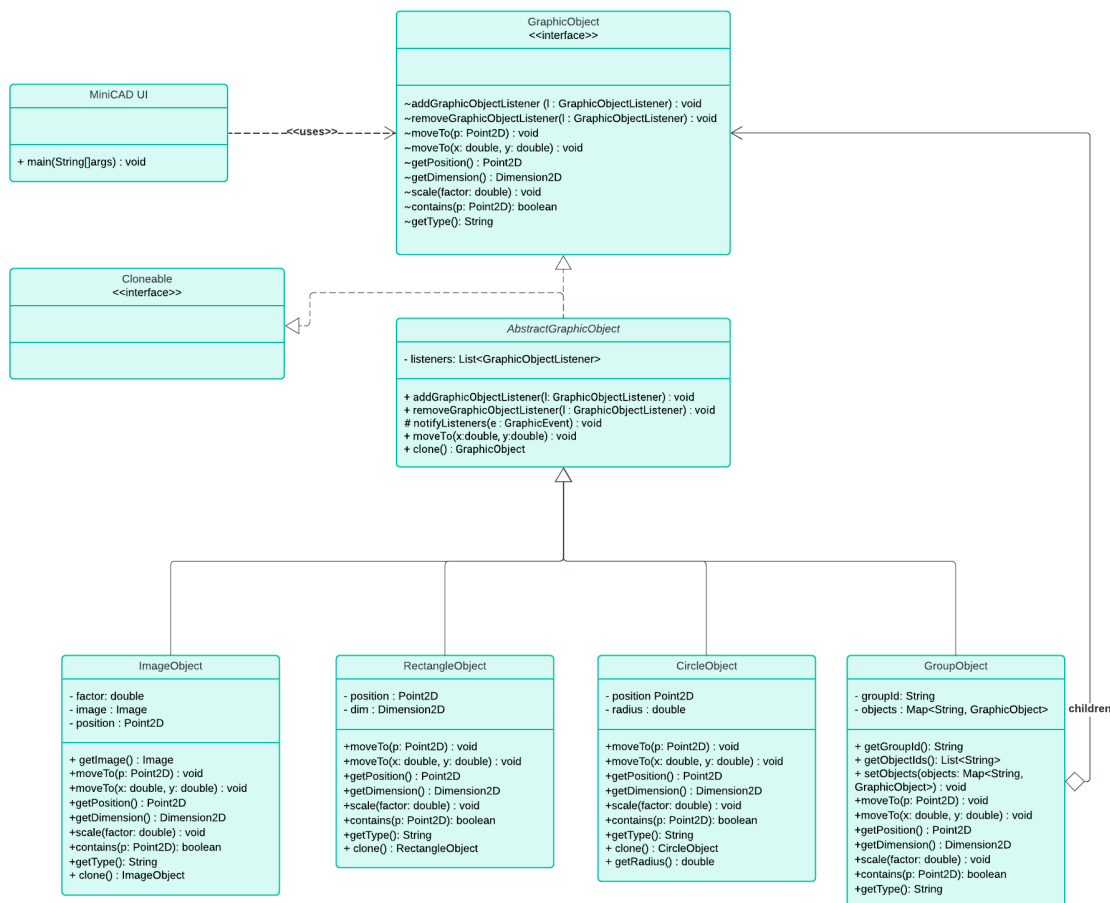 GraphicObject
<<interface>>
~addGraphicObjectListener (l : GraphicObjectListener) : void
~removeGraphicObjectListener(l : GraphicObjectListener) : void
~moveTo(p: Point2D) : void
~moveTo(x: double, y: double) : void
~getPosition() : Point2D
~getDimension() : Dimension2D
~scale(factor: double) : void
~contains(p: Point2D): boolean
~getType(): String
MiniCAD UI
+ main(String[]args) : void
<<uses>>
Cloneable
<<interface>>
AbstractGraphicObject
- listeners: List<GraphicObjectListener>
+ addGraphicObjectListener(l: GraphicObjectListener) : void
+ removeGraphicObjectListener(l : GraphicObjectListener) : void
# notifyListeners(e : GraphicEvent) : void
+ moveTo(x:double, y:double) : void
+ clone() : GraphicObject
ImageObject
- factor: double
- image : Image
- position : Point2D
+ getImage() : Image
+moveTo(p: Point2D) : void
+moveTo(x: double, y: double) : void
+getPosition() : Point2D
+getDimension() : Dimension2D
+scale(factor: double) : void
+contains(p: Point2D): boolean
+getType(): String
+ clone() : ImageObject
RectangleObject
- position : Point2D
- dim : Dimension2D
+moveTo(p: Point2D) : void
+moveTo(x: double, y: double) : void
+getPosition() : Point2D
+getDimension() : Dimension2D
+scale(factor: double) : void
+contains(p: Point2D): boolean
+getType(): String
+ clone() : RectangleObject
CircleObject
- position Point2D
- radius : double
+moveTo(p: Point2D) : void
+moveTo(x: double, y: double) : void
+getPosition() : Point2D
+getDimension() : Dimension2D
+scale(factor: double) : void
+contains(p: Point2D): boolean
+getType(): String
+ clone() : CircleObject
+ getRadius() : double
GroupObject
- groupId: String
- objects : Map<String, GraphicObject>
+ getGroupId(): String
+ getObjectIds(): List<String>
+ setObjects(objects: Map<String,
GraphicObject>) : void
+moveTo(p: Point2D) : void
+moveTo(x: double, y: double) : void
+getPosition() : Point2D
+getDimension() : Dimension2D
+scale(factor: double) : void
+contains(p: Point2D): boolean
+getType(): String
children